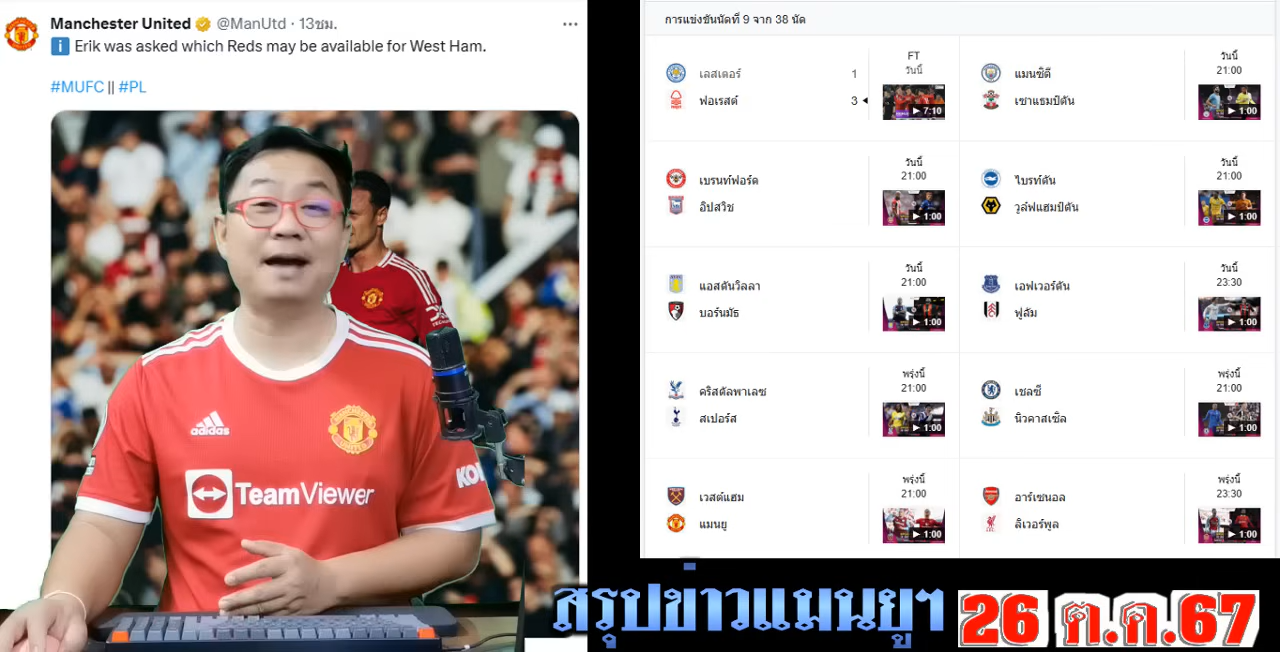 Manchester United @ManUtd · 13ชม.
Erik was asked which Reds may be available for West Ham.
#MUFC || #PL
adidas
TeamViewer
การแข่งขันนัดที่ 9 จาก 38 นัด
เลสเตอร์ 1
ฟอเรสต์ 3
FT
วันนี้
7:10
แมนซิตี
เซาแธมป์ตัน
วันนี้
21:00
1:00
เบรนท์ฟอร์ด
อิปสวิช
วันนี้
21:00
1:00
ไบรท์ตัน
วูล์ฟแฮมป์ตัน
วันนี้
21:00
1:00
แอสตันวิลลา
บอร์นมัธ
วันนี้
21:00
1:00
เอฟเวอร์ตัน
ฟูลัม
วันนี้
23:30
1:00
คริสตัลพาเลซ
สเปอร์ส
พรุ่งนี้
21:00
1:00
เชลซี
นิวคาสเซิล
พรุ่งนี้
21:00
1:00
เวสต์แฮม
แมนยู
พรุ่งนี้
21:00
1:00
อาร์เซนอล
ลิเวอร์พูล
พรุ่งนี้
23:30
1:00
สรุปข่าวแมนยูฯ 26 ต.ค.67